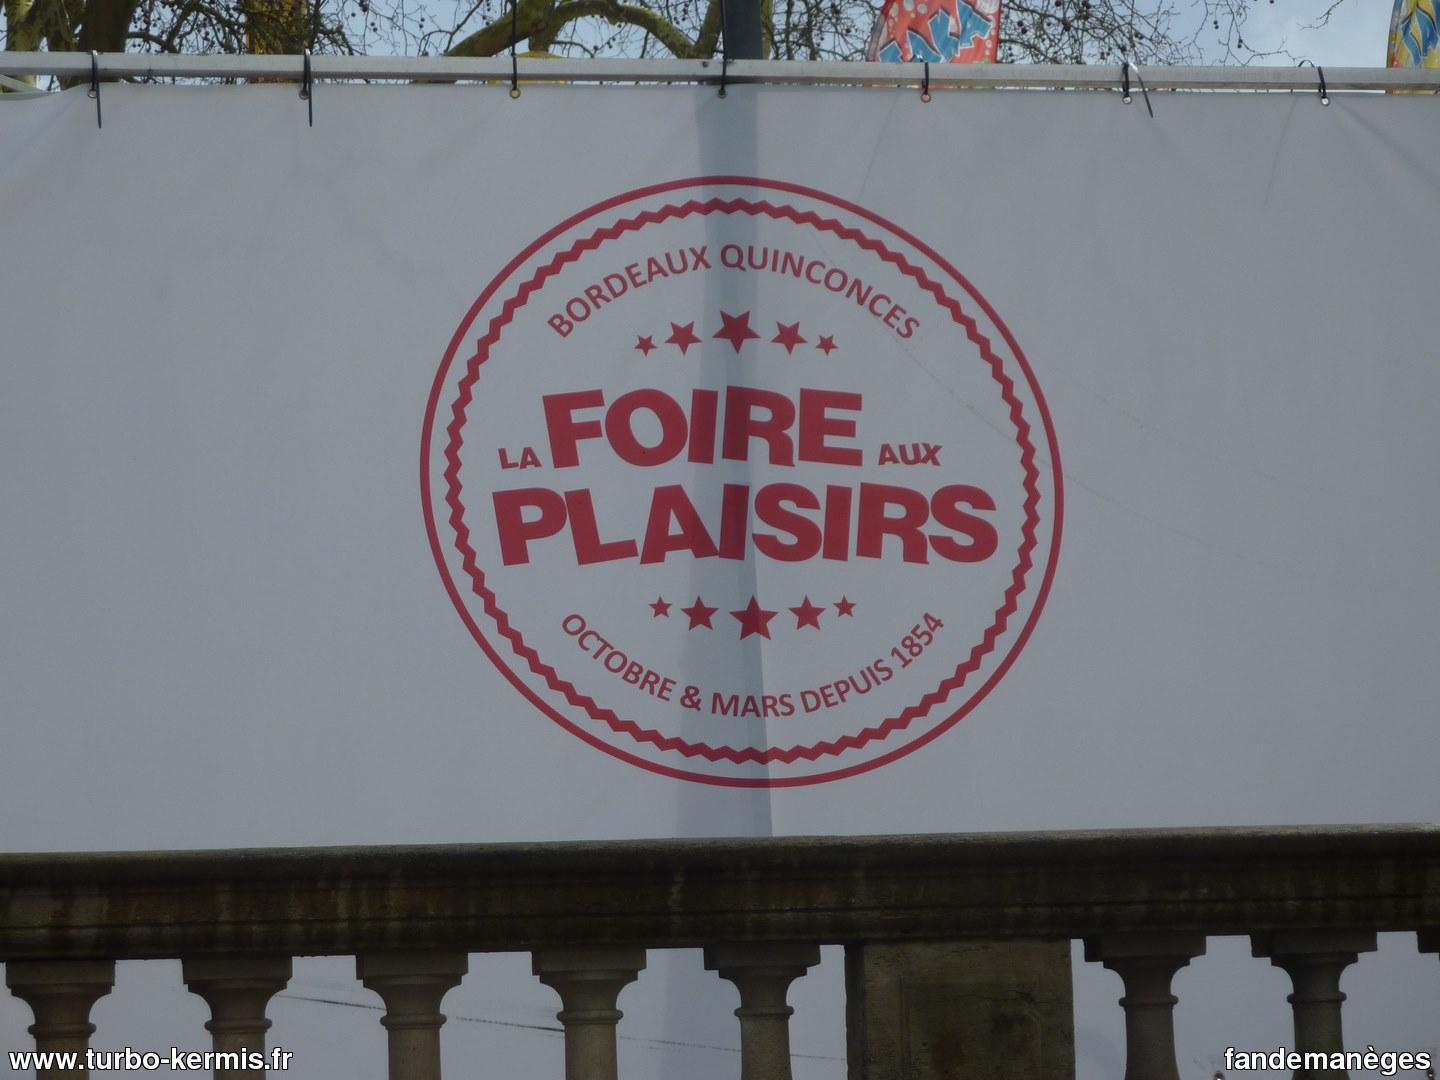 BORDEAUX QUINCONCES
LA FOIRE AUX
PLAISIRS
OCTOBRE & MARS DEPUIS 1854
www.turbo-kermis.fr
fandemanèges